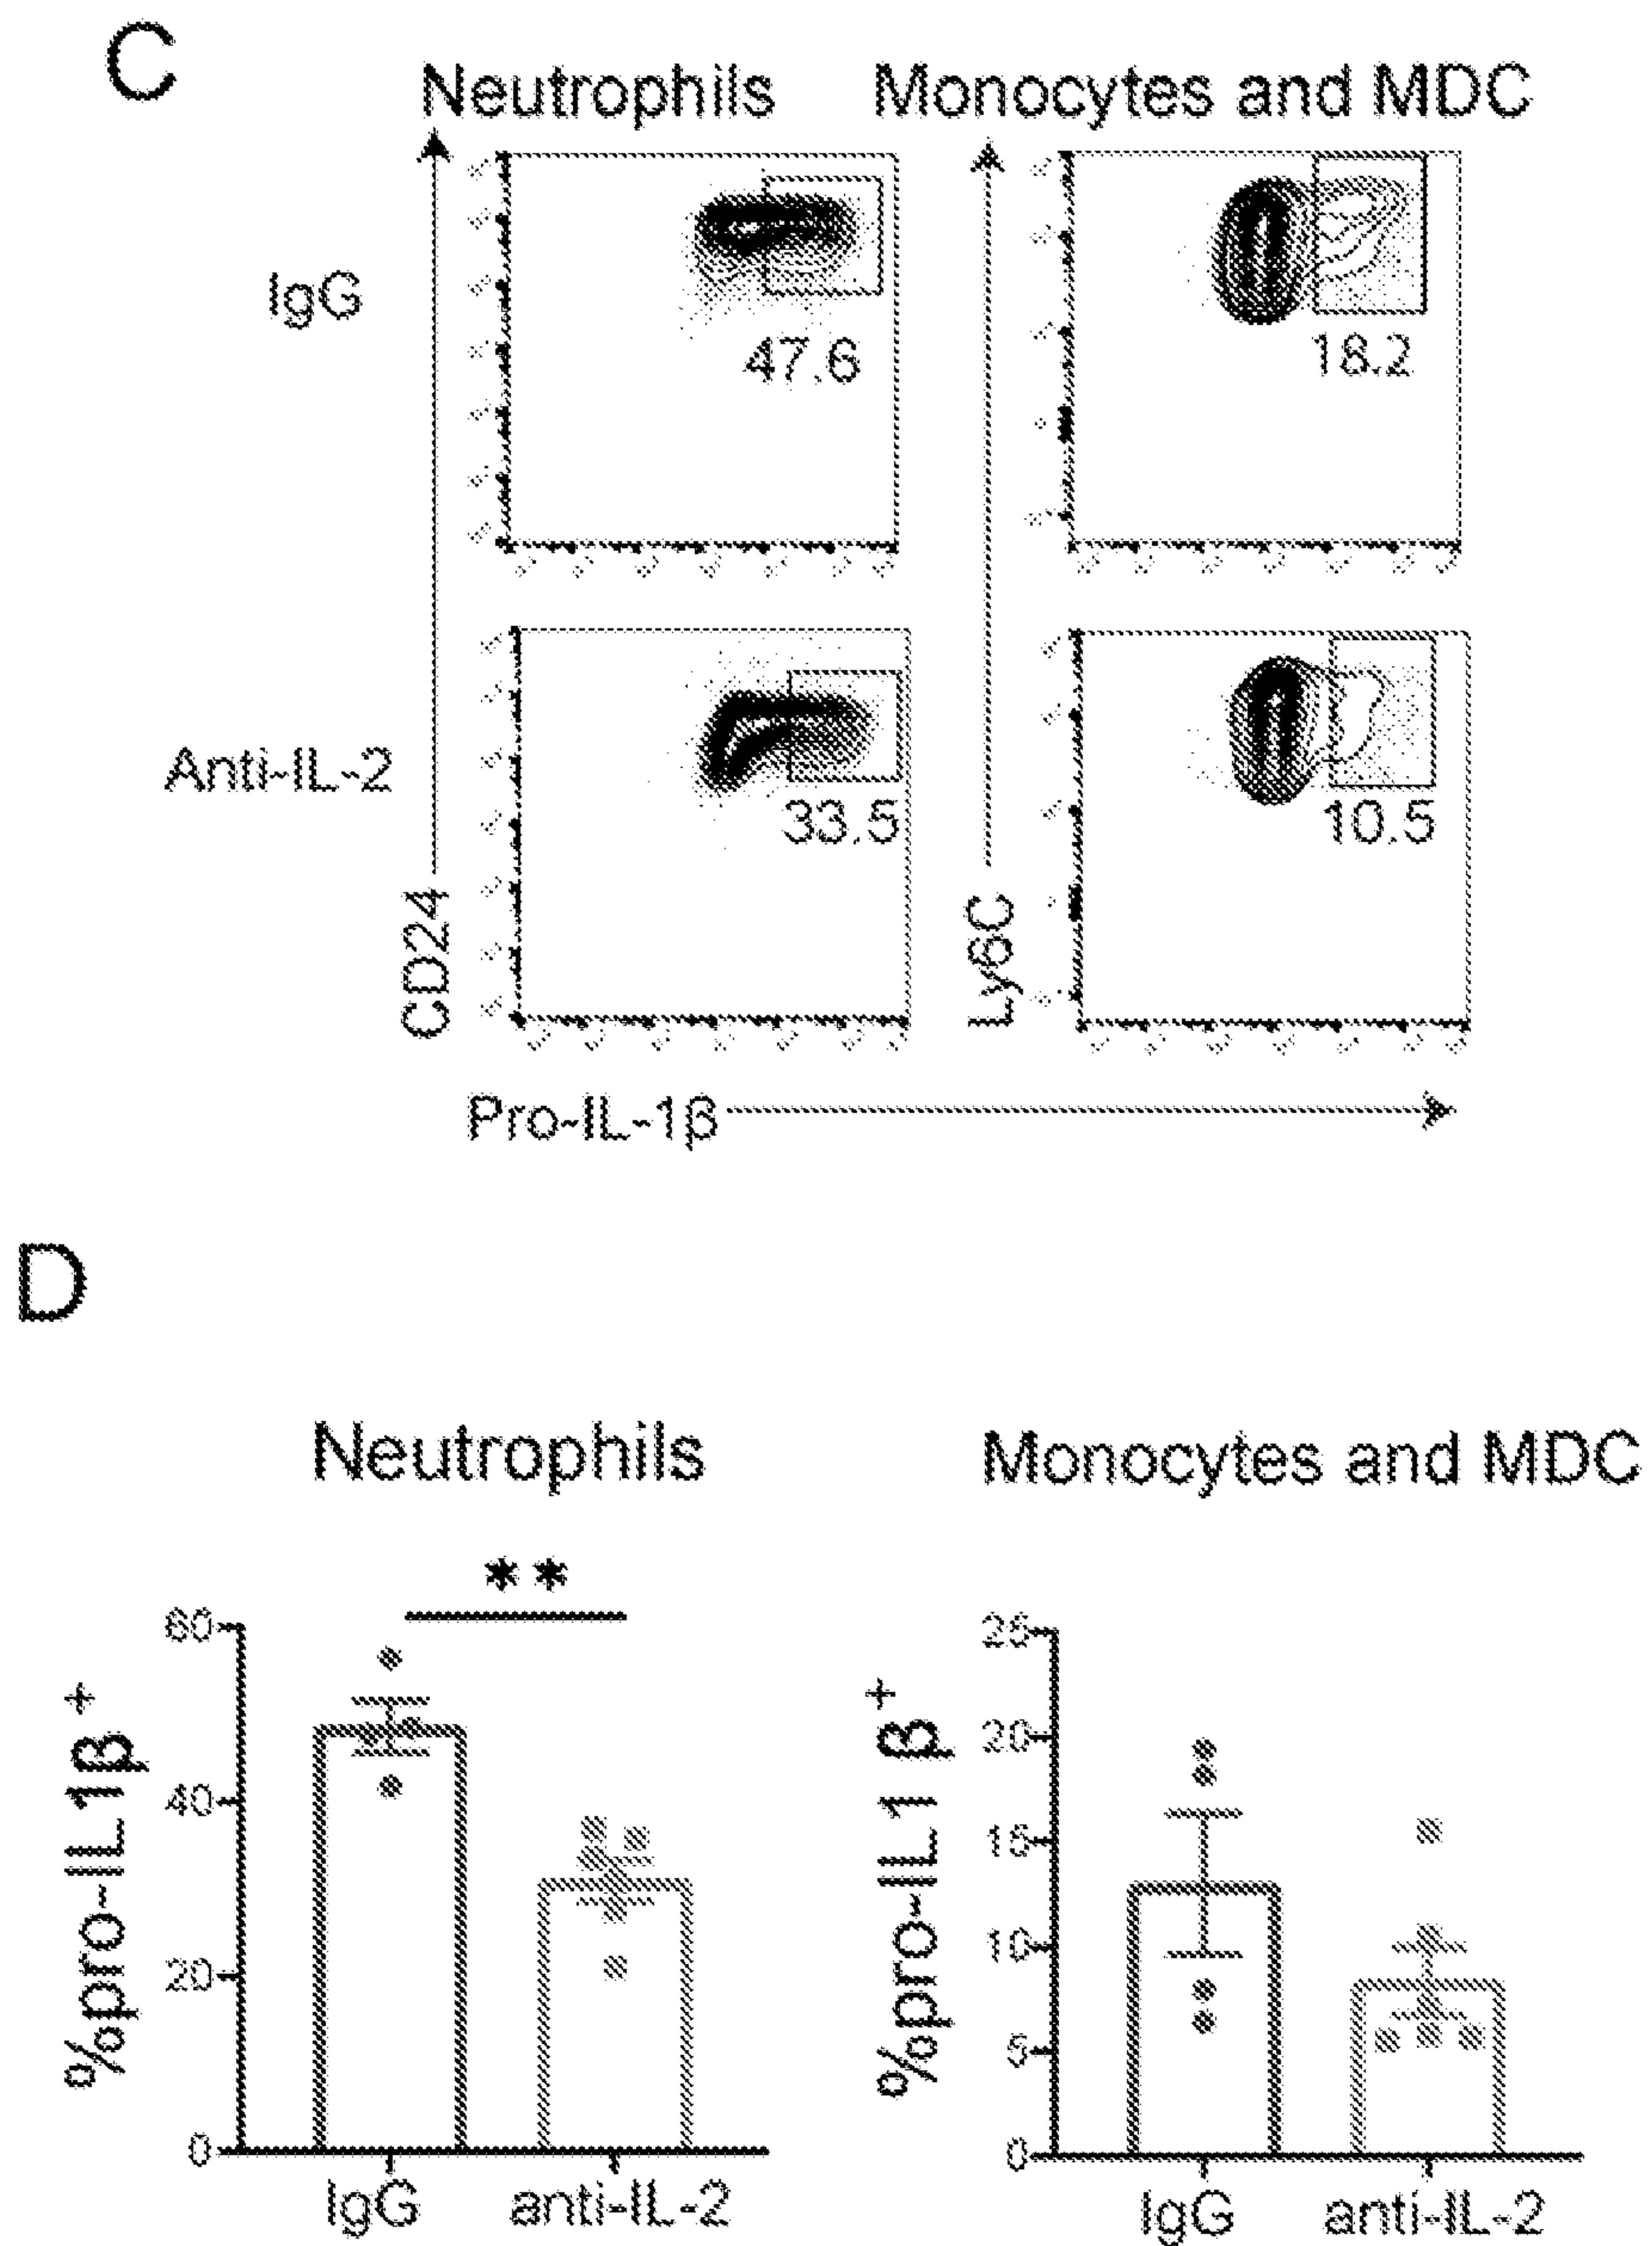 C
Neutrophils
Monocytes and MDC
IgG
47.6
18.2
Anti-IL-2
33.5
10.5
CD24
Ly6C
Pro-IL-1β
D
Neutrophils
Monocytes and MDC
**
%pro-IL1β+
60
40
20
0
IgG
anti-IL-2
%pro-IL1 β+
25
20
15
10
5
0
IgG
anti-IL-2